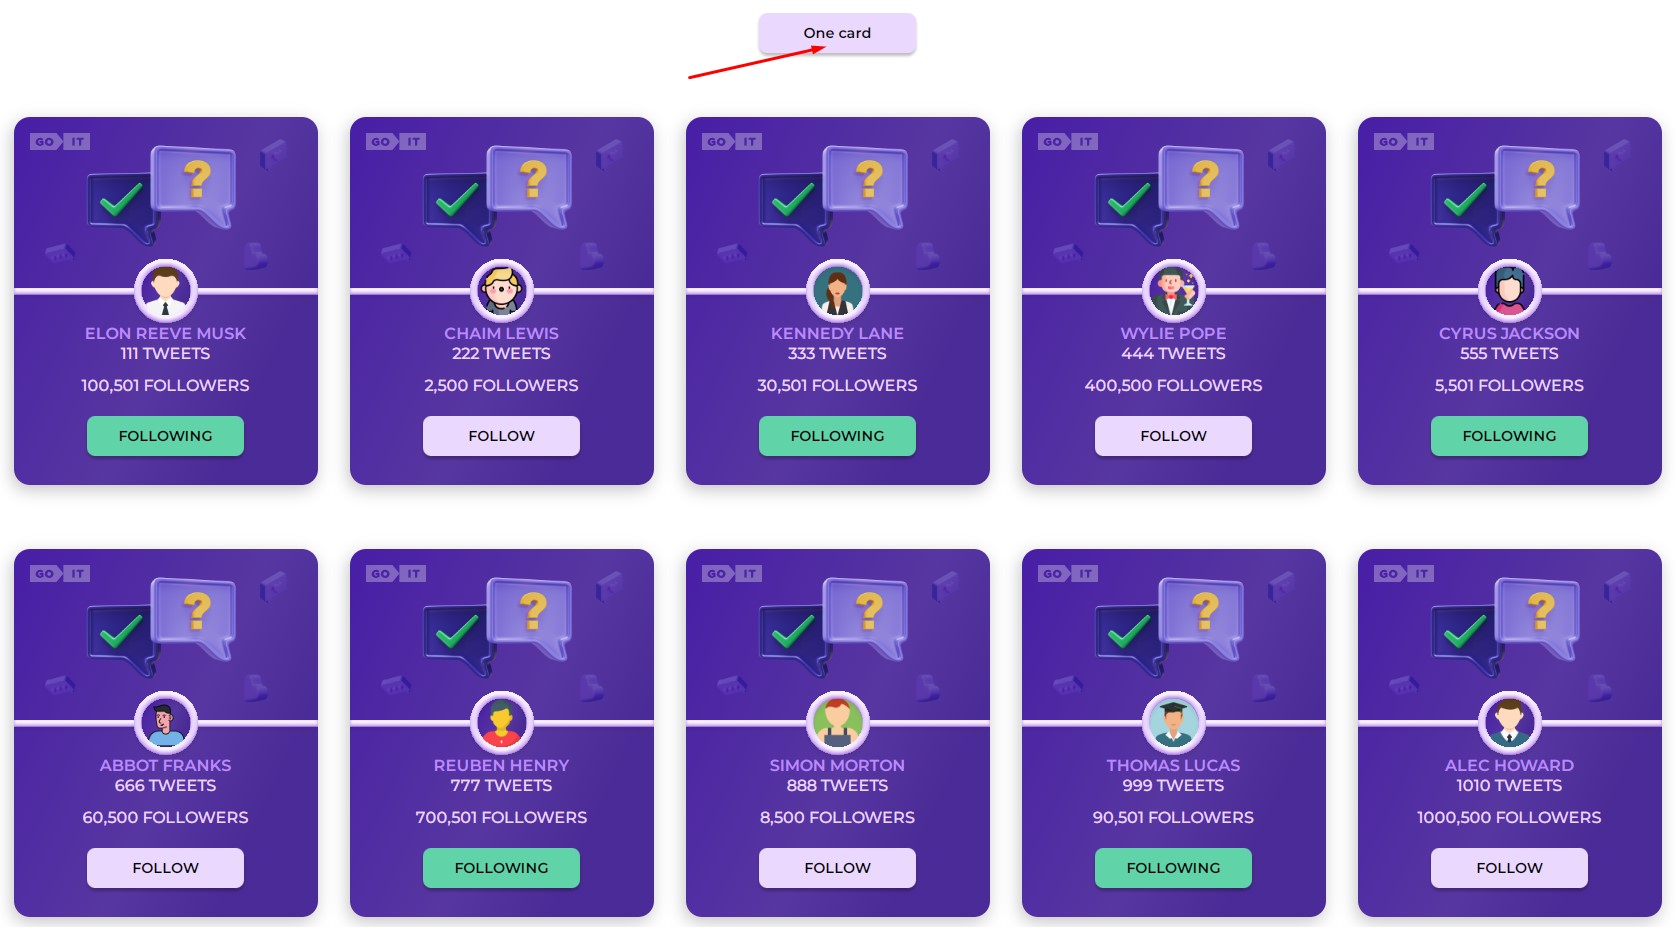 One card
GO IT
GO IT
GO IT
GO IT
GO IT
ELON REEVE MUSK
111 TWEETS
100,501 FOLLOWERS
FOLLOWING
CHAIM LEWIS
222 TWEETS
2,500 FOLLOWERS
FOLLOW
KENNEDY LANE
333 TWEETS
30,501 FOLLOWERS
FOLLOWING
WYLIE POPE
444 TWEETS
400,500 FOLLOWERS
FOLLOW
CYRUS JACKSON
555 TWEETS
5,501 FOLLOWERS
FOLLOWING
GO IT
GO IT
GO IT
GO IT
GO IT
ABBOT FRANKS
666 TWEETS
60,500 FOLLOWERS
FOLLOW
REUBEN HENRY
777 TWEETS
700,501 FOLLOWERS
FOLLOWING
SIMON MORTON
888 TWEETS
8,500 FOLLOWERS
FOLLOW
THOMAS LUCAS
999 TWEETS
90,501 FOLLOWERS
FOLLOWING
ALEC HOWARD
1010 TWEETS
1000,500 FOLLOWERS
FOLLOW